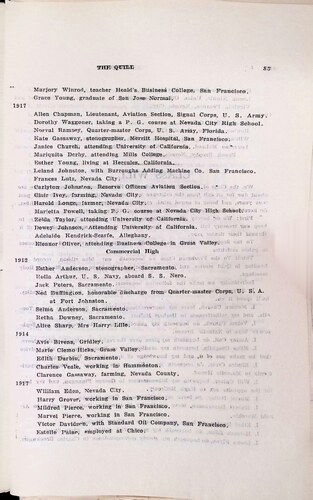 THE QUILL 53
Marjory Winrod, teacher Heald's Business College, San Francisco.
Grace Young, graduate of San Jose Normal.
1917
Allen Chapman, Lieutenant, Aviation Section, Signal Corps, U. S. Army.
Dorothy Waggoner, taking a P. G. course at Nevada City High School.
Norval Ramsey, Quarter-master Corps, U. S. Army, Florida.
Kate Gassaway, stenographer, Merritt Hospital, San Francisco.
Janice Church, attending University of California.
Mariquita Derby, attending Mills College.
Esther Young, living at Hercules, California.
Leland Johnston, with Burroughs Adding Machine Co., San Francisco.
Frances Lutz, Nevada City.
Carlyton Johnston, Reserve Officers Aviation Section.
Clair Ivey, farming, Nevada City.
Harold Longo, farmer, Nevada City.
Marietta Powell, taking P. G. course at Nevada City High School.
Zelda Taylor, attending University of California.
Dewey Johnson, Attending University of California.
Adelaide Kendrick-Searle, Alleghany.
Eleanor Oliver, attending Business College in Grass Valley.
Commercial High
1912
Esther Anderson, stenographer, Sacramento.
Bella Arthur, U. S. Navy, aboard S. S. Nero.
Jack Peters, Sacramento.
Ned Buffington, honorable discharge from Quarter-master Corps, U. S. A.
at Fort Johnston.
Selma Anderson, Sacramento.
Retha Downs, Sacramento.
Alice Sharp, Mrs Harry Lille.
1914
Avis Bivens, Gridley.
Marie Clemo Hicks, Grass Valley.
Edith Durbin, Sacramento.
Charles Veale, working in Hammonton.
Clarence Gassaway, farming, Nevada County.
1917
William Eden, Nevada City.
Harry Grover, working in San Francisco.
Mildred Pierce, working in San Francisco.
Marvel Pierce, working in San Francisco.
Victor Davidson, with Standard Oil Company, San Francisco.
Estelle Paine, employed at Chico.